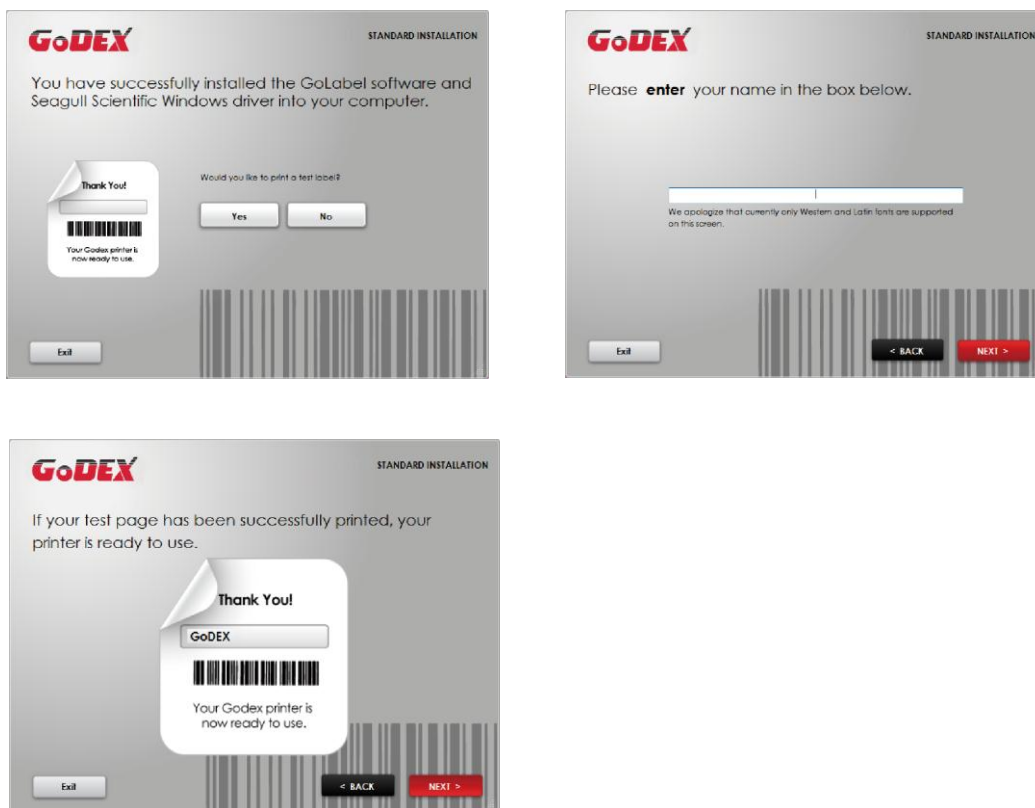 GoDEX
STANDARD INSTALLATION
You have successfully installed the GoLabel software and
Seagull Scientific Windows driver into your computer.
Thank You!
Your Godex printer is
now ready to use.
Would you like to print a test label?
Yes
No
Exit
GoDEX
STANDARD INSTALLATION
Please enter your name in the box below.
We apologize that currently only Western and Latin fonts are supported
on this screen.
Exit
< BACK
NEXT >
GoDEX
STANDARD INSTALLATION
If your test page has been successfully printed, your
printer is ready to use.
Thank You!
GoDEX
Your Godex printer is
now ready to use.
Exit
< BACK
NEXT >